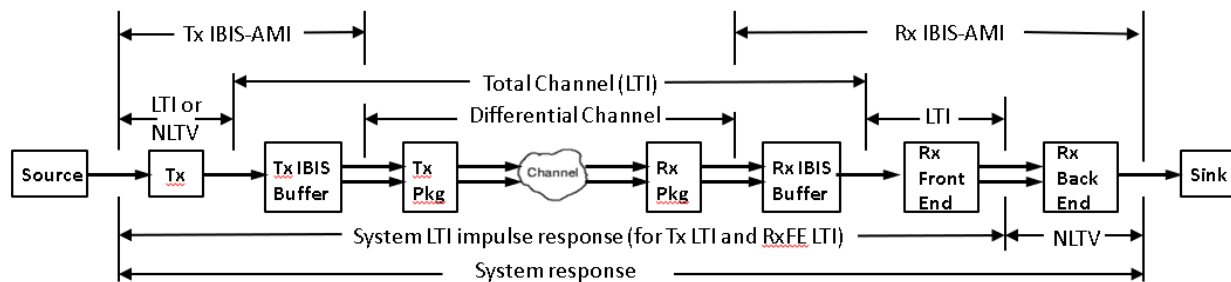 Tx IBIS-AMI
Rx IBIS-AMI
Total Channel (LTI)
LTI or
NLTV
Differential Channel
LTI
Source
Tx
Tx IBIS
Buffer
Tx
Pkg
Channel
Rx
Pkg
Rx IBIS
Buffer
Rx
Front
End
Rx
Back
End
Sink
System LTI impulse response (for Tx LTI and RxFE LTI)
NLTV
System response